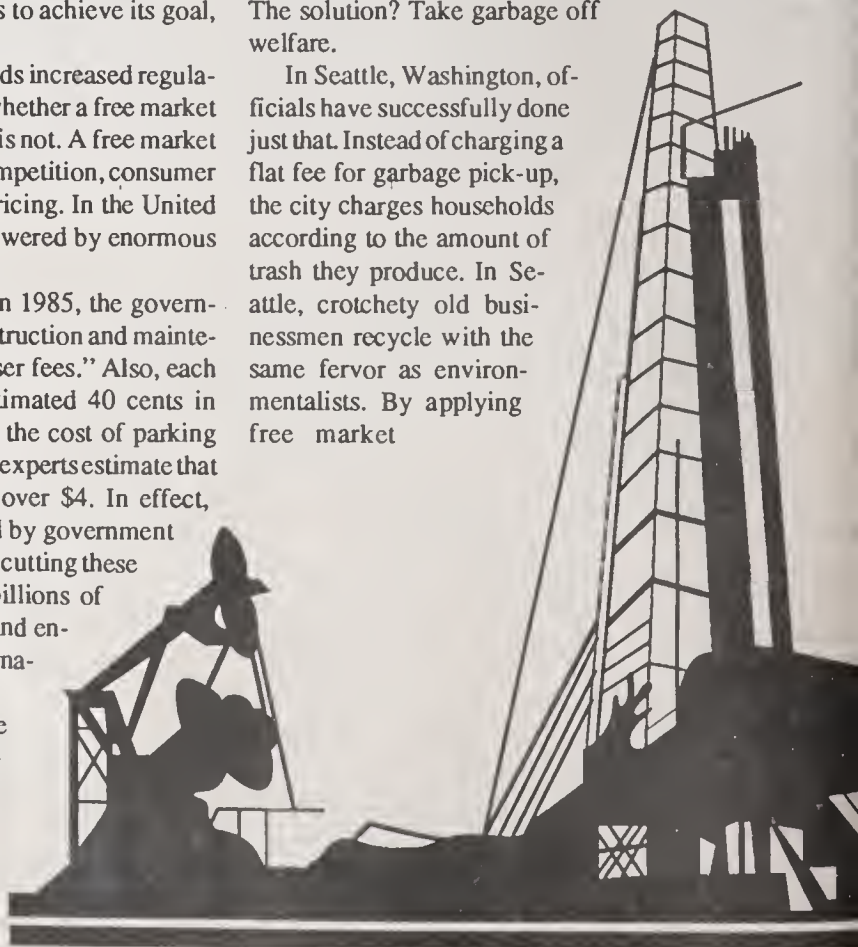 s to achieve its goal,
ds increased regula-
hether a free market
is not. A free market
mpetition, consumer
ricing. In the United
wered by enormous
n 1985, the govern-
truction and mainte-
ser fees." Also, each
timated 40 cents in
the cost of parking
experts estimate that
over $4. In effect,
d by government
cutting these
illions of
nd en-
na-
e
The solution? Take garbage off
welfare.
In Seattle, Washington, of-
ficials have successfully done
just that. Instead of charging a
flat fee for garbage pick-up,
the city charges households
according to the amount of
trash they produce. In Se-
attle, crotchety old busi-
nessmen recycle with the
same fervor as environ-
mentalists. By applying
free market